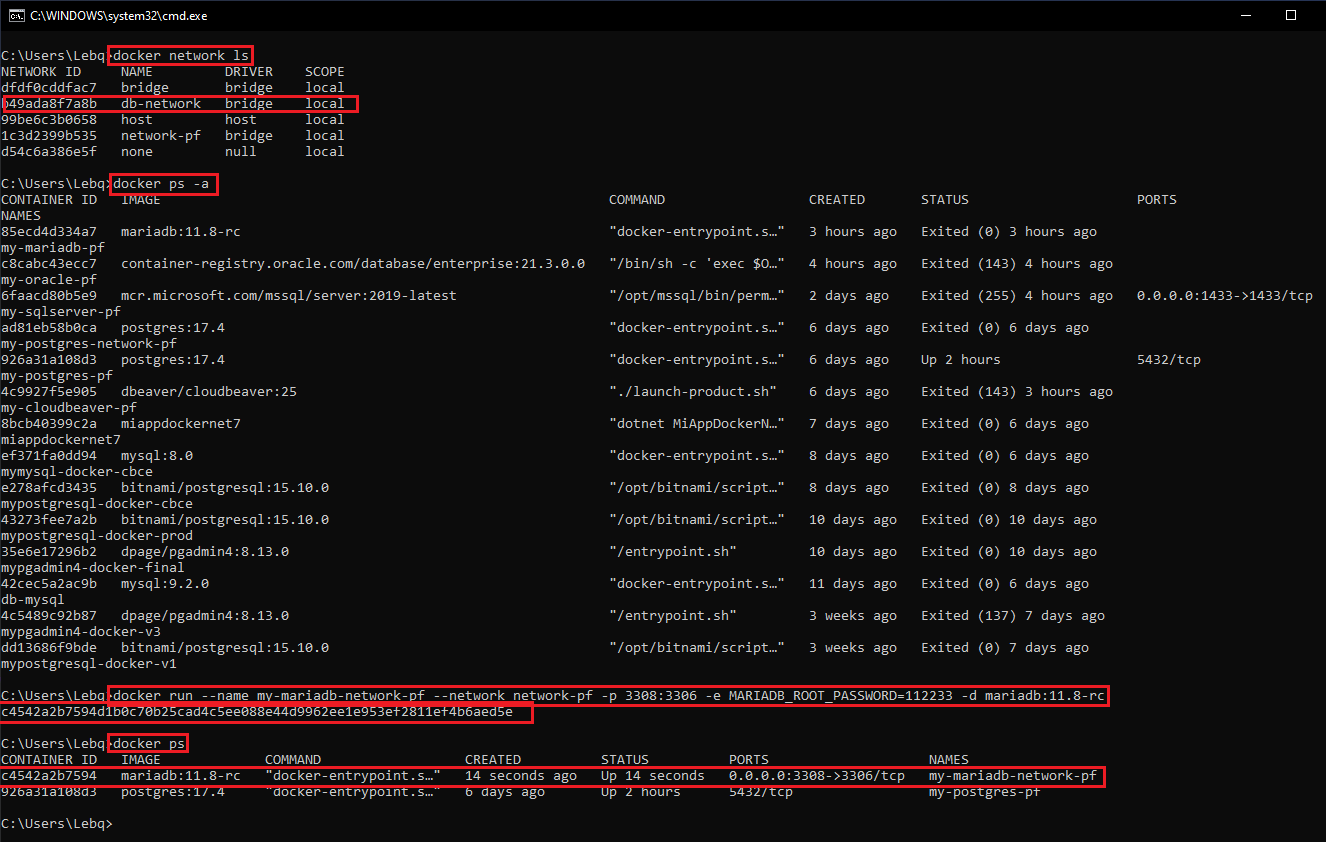 C:\WINDOWS\system32\cmd.exe
C:\Users\Lebq>docker network ls
NETWORK ID     NAME         DRIVER    SCOPE
dfdf0cddfac7   bridge       bridge    local
b49ada8f7a8b   db-network   bridge    local
99be6c3b0658   host         host      local
1c3d2399b535   network-pf   bridge    local
d54c6a386e5f   none         null      local
C:\Users\Lebq>docker ps -a
CONTAINER ID   IMAGE   COMMAND   CREATED   STATUS   PORTS
NAMES
85ecd4d334a7   mariadb:11.8-rc   "docker-entrypoint.s…"   3 hours ago   Exited (0) 3 hours ago
my-mariadb-pf
c8cabc43ecc7   container-registry.oracle.com/database/enterprise:21.3.0.0   "/bin/sh -c 'exec $O…"   4 hours ago   Exited (143) 4 hours ago
my-oracle-pf
6faacd80b5e9   mcr.microsoft.com/mssql/server:2019-latest   "/opt/mssql/bin/perm…"   2 days ago   Exited (255) 4 hours ago   0.0.0.0:1433->1433/tcp
my-sqlserver-pf
ad81eb58b0ca   postgres:17.4   "docker-entrypoint.s…"   6 days ago   Exited (0) 6 days ago
my-postgres-network-pf
926a31a108d3   postgres:17.4   "docker-entrypoint.s…"   6 days ago   Up 2 hours   5432/tcp
my-postgres-pf
4c9927f5e905   dbeaver/cloudbeaver:25   "./launch-product.sh"   6 days ago   Exited (143) 3 hours ago
my-cloudbeaver-pf
8bcb40399c2a   miappdockernet7   "dotnet MiAppDockerN…"   7 days ago   Exited (0) 6 days ago
miappdockernet7
ef371fa0dd94   mysql:8.0   "docker-entrypoint.s…"   8 days ago   Exited (0) 6 days ago
mymysql-docker-cbce
e278afcd3435   bitnami/postgresql:15.10.0   "/opt/bitnami/script…"   8 days ago   Exited (0) 8 days ago
mypostgresql-docker-cbce
43273fee7a2b   bitnami/postgresql:15.10.0   "/opt/bitnami/script…"   10 days ago   Exited (0) 10 days ago
mypostgresql-docker-prod
35e6e17296b2   dpage/pgadmin4:8.13.0   "/entrypoint.sh"   10 days ago   Exited (0) 10 days ago
mypgadmin4-docker-final
42cec5a2ac9b   mysql:9.2.0   "docker-entrypoint.s…"   11 days ago   Exited (0) 6 days ago
db-mysql
4c5489c92b87   dpage/pgadmin4:8.13.0   "/entrypoint.sh"   3 weeks ago   Exited (137) 7 days ago
mypgadmin4-docker-v3
dd13686f9bde   bitnami/postgresql:15.10.0   "/opt/bitnami/script…"   3 weeks ago   Exited (0) 7 days ago
mypostgresql-docker-v1
C:\Users\Lebq>docker run --name my-mariadb-network-pf --network network-pf -p 3308:3306 -e MARIADB_ROOT_PASSWORD=112233 -d mariadb:11.8-rc
c4542a2b7594d1b0c70b25cad4c5ee088e44d9962ee1e953ef2811ef4b6aed5e
C:\Users\Lebq>docker ps
CONTAINER ID   IMAGE   COMMAND   CREATED   STATUS   PORTS   NAMES
c4542a2b7594   mariadb:11.8-rc   "docker-entrypoint.s…"   14 seconds ago   Up 14 seconds   0.0.0.0:3308->3306/tcp   my-mariadb-network-pf
926a31a108d3   postgres:17.4   "docker-entrypoint.s…"   6 days ago   Up 2 hours   5432/tcp   my-postgres-pf
C:\Users\Lebq>